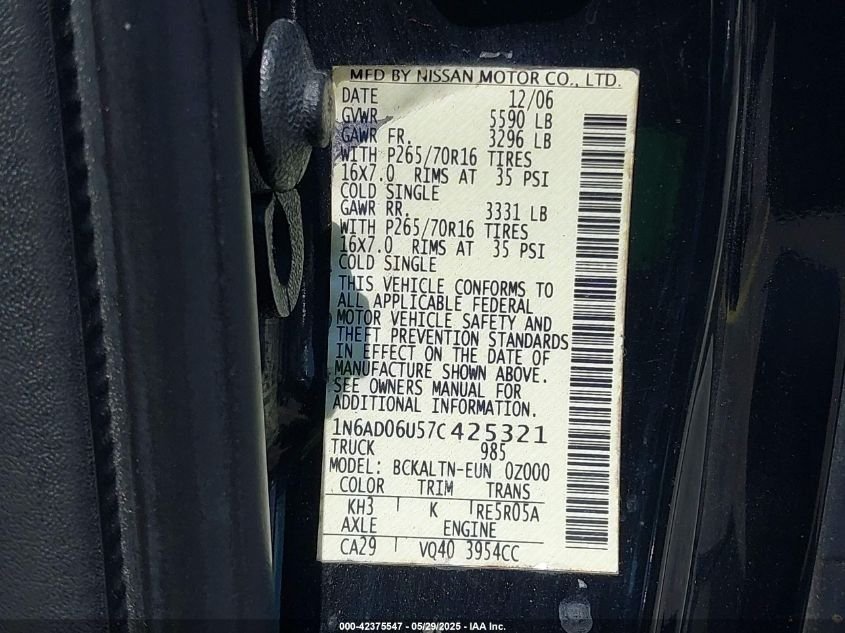 MFD BY NISSAN MOTOR CO., LTD.
DATE 12/06
GVWR 5590 LB
GAWR FR. 3296 LB
WITH P265/70R16 TIRES
16X7.0 RIMS AT 35 PSI
COLD SINGLE
GAWR RR. 3331 LB
WITH P265/70R16 TIRES
16X7.0 RIMS AT 35 PSI
COLD SINGLE
THIS VEHICLE CONFORMS TO
ALL APPLICABLE FEDERAL
MOTOR VEHICLE SAFETY AND
THEFT PREVENTION STANDARDS
IN EFFECT ON THE DATE OF
MANUFACTURE SHOWN ABOVE.
SEE OWNERS MANUAL FOR
ADDITIONAL INFORMATION.
1N6AD06U57C425321
TRUCK 985
MODEL: BCKALTN-EUN 0Z000
COLOR TRIM TRANS
KH3 K RE5R05A
AXLE ENGINE
CA29 VQ40 3954CC
000-42375547 - 05/29/2025 - IAA Inc.